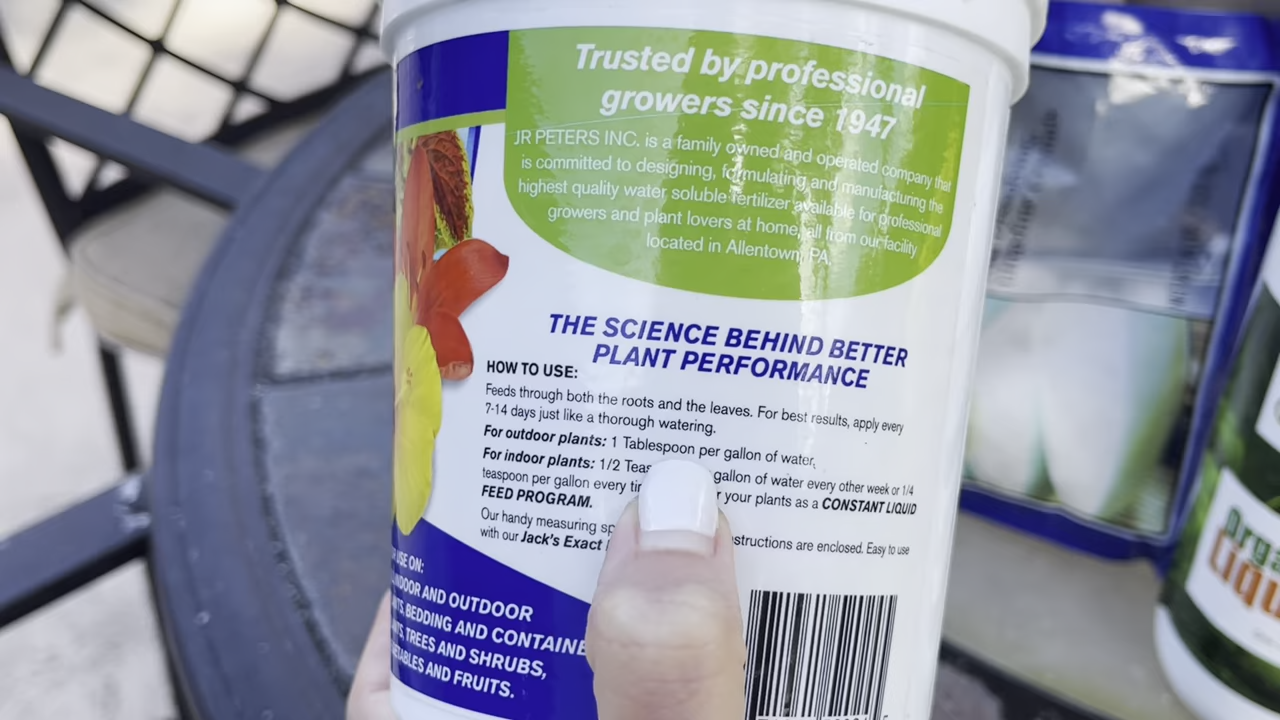 Trusted by professional
growers since 1947
JR PETERS INC. is a family owned and operated company that
is committed to designing, formulating and manufacturing the
highest quality water soluble fertilizer available for professional
growers and plant lovers at home, all from our facility
located in Allentown, PA.
THE SCIENCE BEHIND BETTER
PLANT PERFORMANCE
HOW TO USE:
Feeds through both the roots and the leaves. For best results, apply every
7-14 days just like a thorough watering.
For outdoor plants: 1 Tablespoon per gallon of water,
For indoor plants: 1/2 Teas gallon of water every other week or 1/4
teaspoon per gallon every your plants as a CONSTANT LIQUID
FEED PROGRAM.
Our handy measuring structions are enclosed. Easy to use
with our Jack's Exact
USE ON:
INDOOR AND OUTDOOR
BEDDING AND CONTAINE
TREES AND SHRUBS,
ETABLES AND FRUITS.
Orga
Liqu